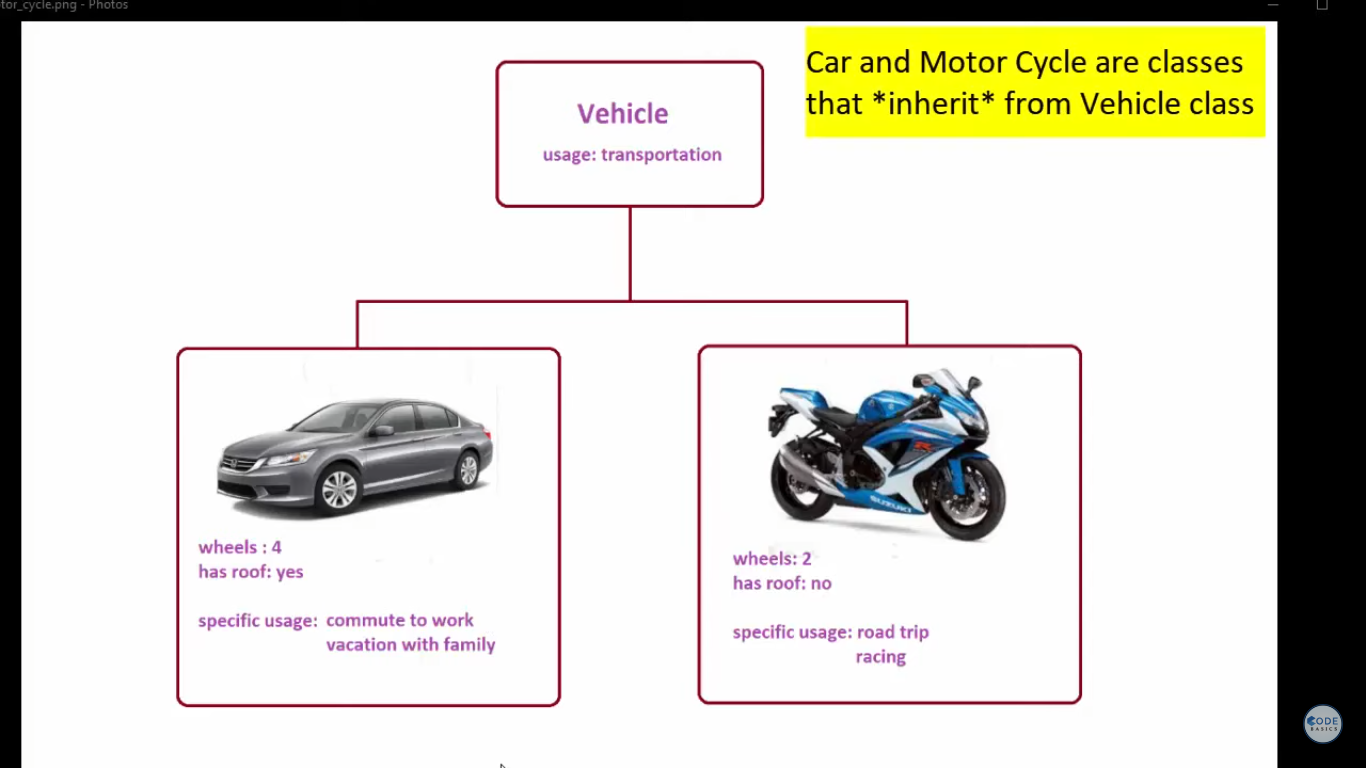 tor_cycle.png - Photos
Car and Motor Cycle are classes
that *inherit* from Vehicle class
Vehicle
usage: transportation
wheels : 4
has roof: yes
specific usage: commute to work
vacation with family
SUZUKI
wheels: 2
has roof: no
specific usage: road trip
racing
CODE
BASICS